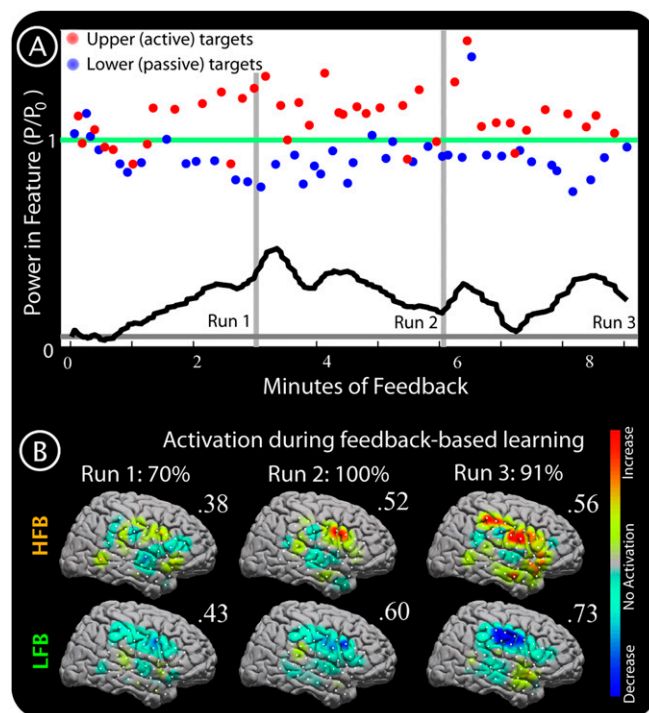 A
Upper (active) targets
Lower (passive) targets
Power in Feature (P/P0)
1
0
Run 1
Run 2
Run 3
0
2
4
6
8
Minutes of Feedback
B
Activation during feedback-based learning
Run 1: 70%
Run 2: 100%
Run 3: 91%
HFB
.38
.52
.56
LFB
.43
.60
.73
Increase
No Activation
Decrease